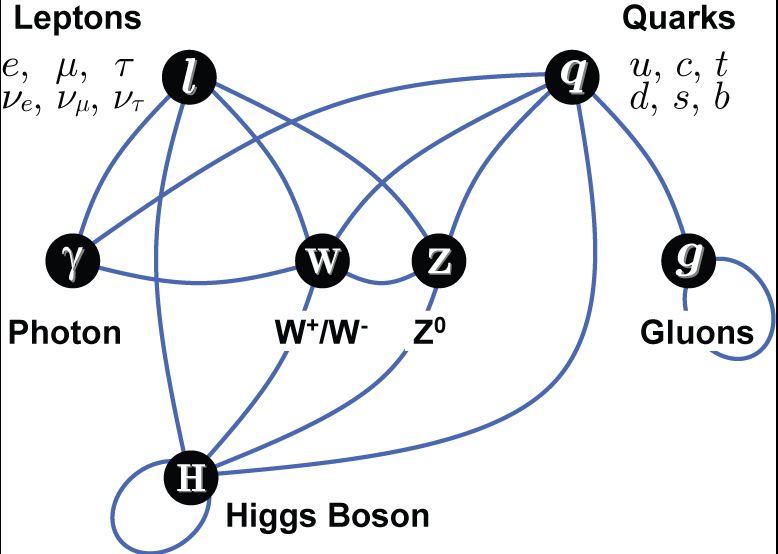 Leptons
Quarks
e, μ, τ
νe, νμ, ντ
l
q
u, c, t
d, s, b
γ
W
Z
g
Photon
W+/W-
Z0
Gluons
H
Higgs Boson